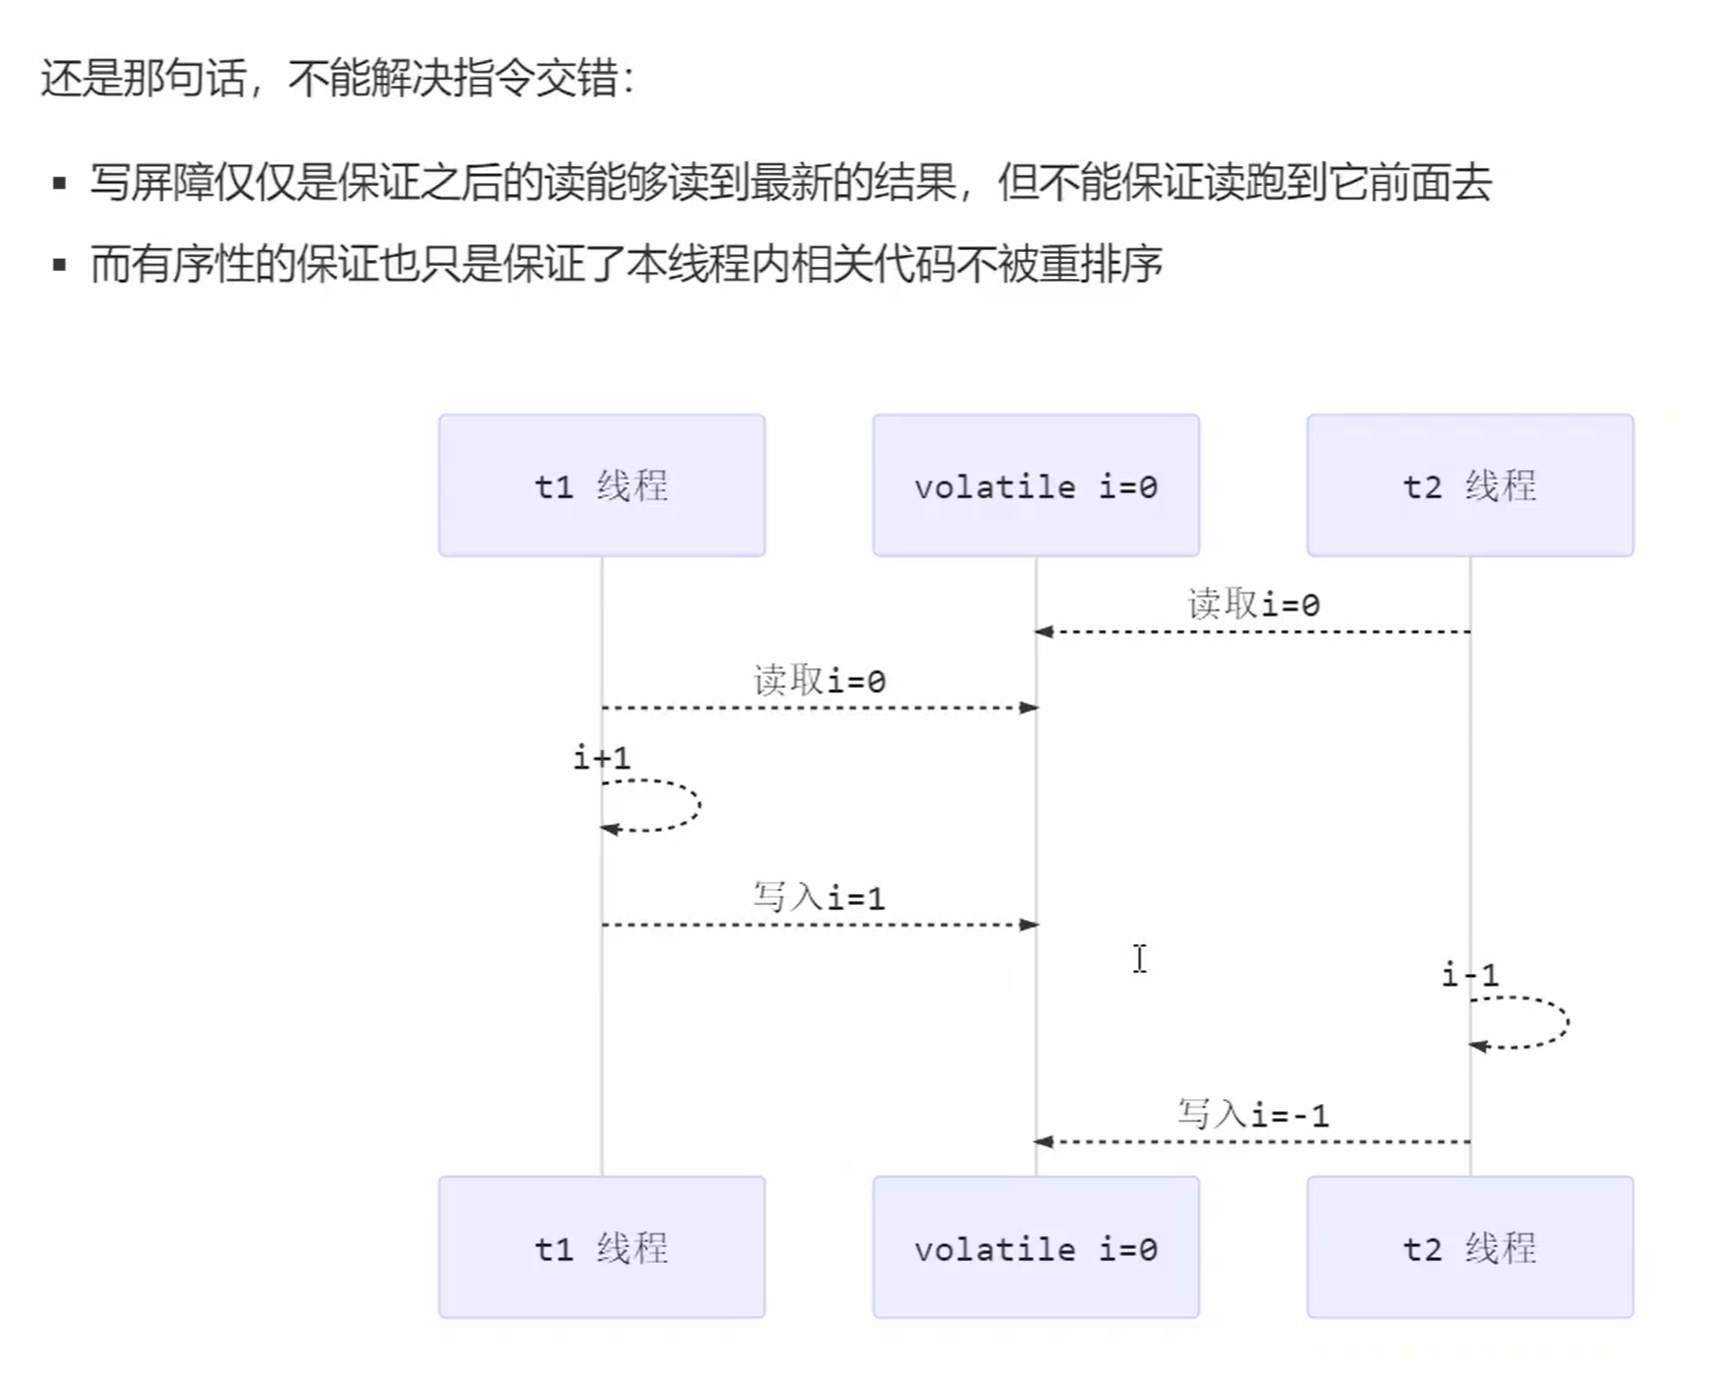 还是那句话，不能解决指令交错：
▪ 写屏障仅仅是保证之后的读能够读到最新的结果，但不能保证读跑到它前面去
▪ 而有序性的保证也只是保证了本线程内相关代码不被重排序
t1 线程
volatile i=0
t2 线程
读取i=0
读取i=0
i+1
写入i=1
i-1
写入i=-1
t1 线程
volatile i=0
t2 线程